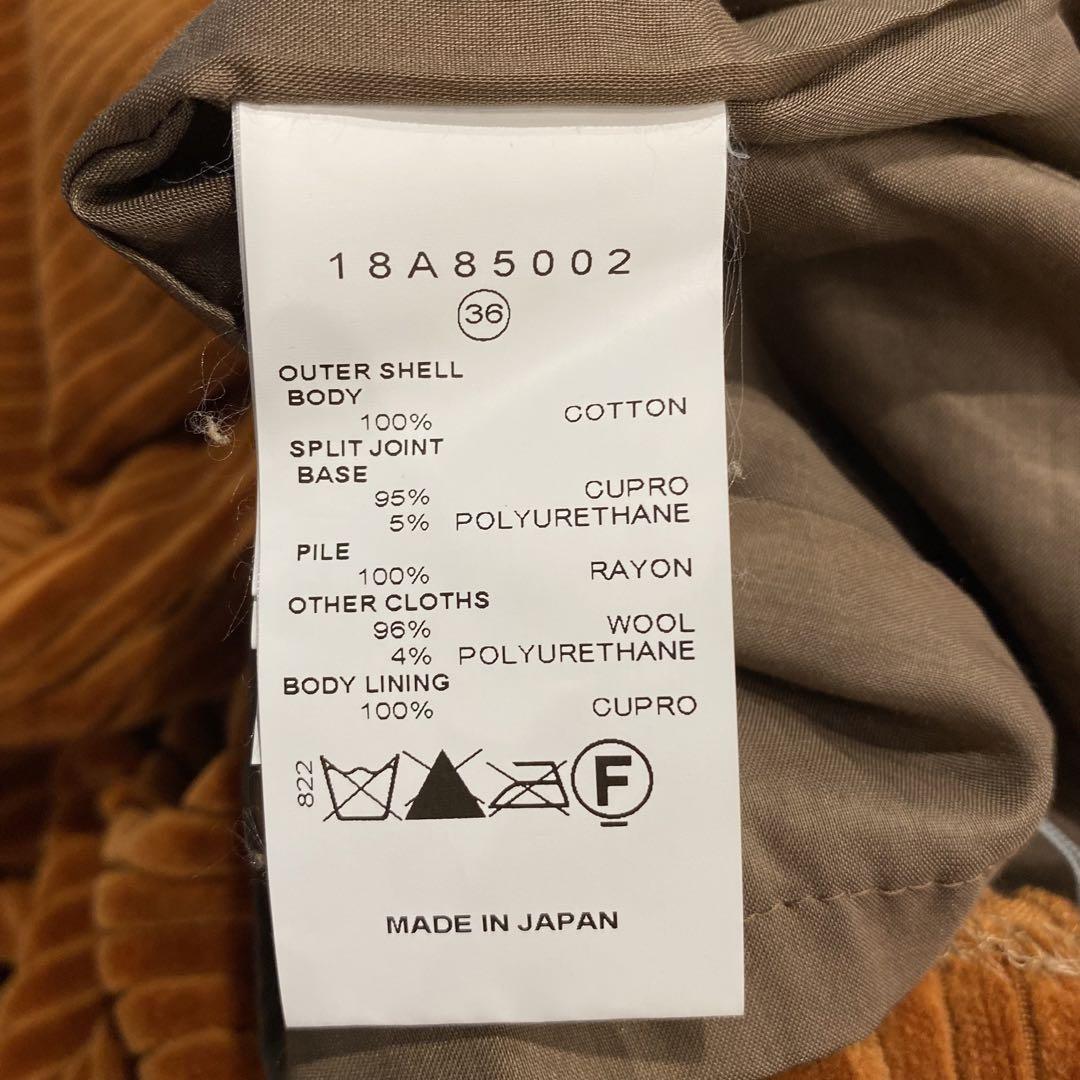 18A85002
36
OUTER SHELL
BODY
100% COTTON
SPLIT JOINT
BASE
95% CUPRO
5% POLYURETHANE
PILE
100% RAYON
OTHER CLOTHS
96% WOOL
4% POLYURETHANE
BODY LINING
100% CUPRO
822
F
MADE IN JAPAN